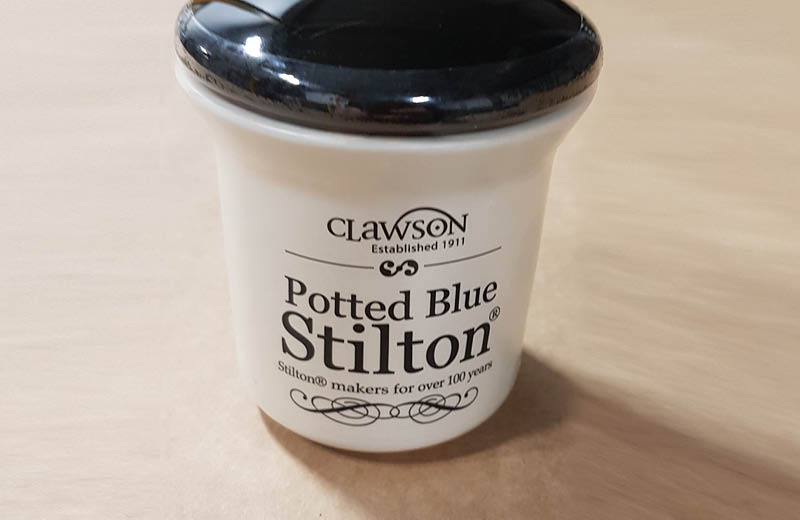 CLAWSON
Established 1911
Potted Blue
Stilton®
Stilton® makers for over 100 years